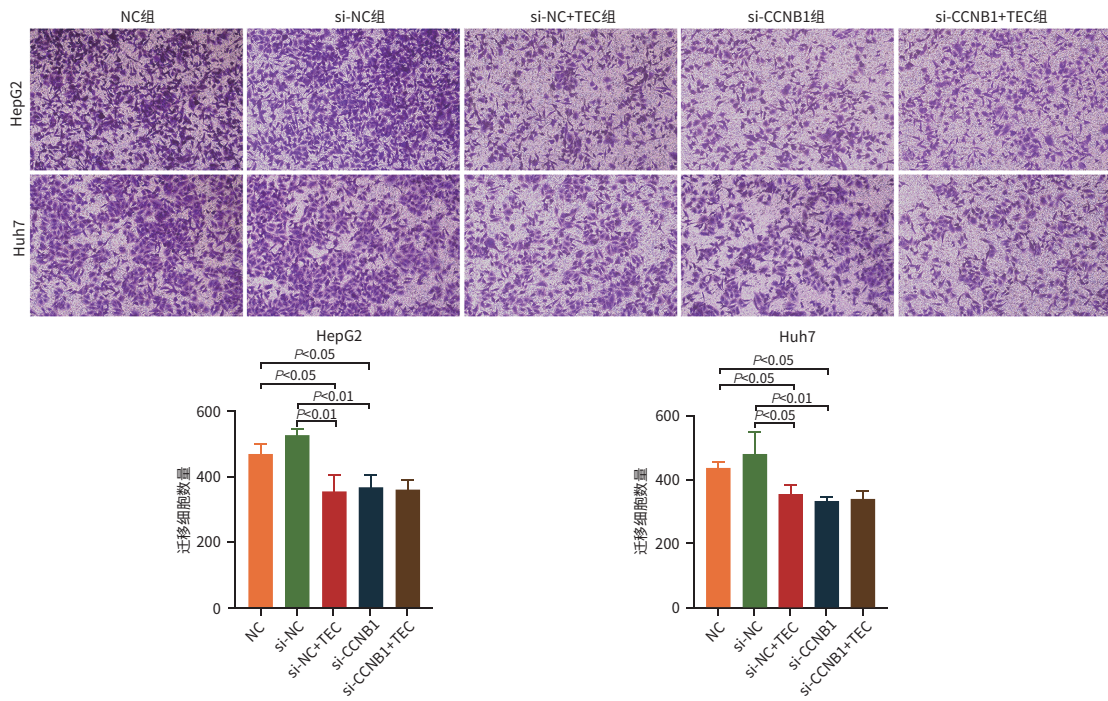 NC组 si-NC组 si-NC+TEC组 si-CCNB1组 si-CCNB1+TEC组
HepG2
Huh7
HepG2
P<0.05
P<0.05
P<0.01
P<0.01
迁移细胞数量
600
400
200
0
NC si-NC si-NC+TEC si-CCNB1 si-CCNB1+TEC
Huh7
P<0.05
P<0.05
P<0.01
P<0.05
迁移细胞数量
600
400
200
0
NC si-NC si-NC+TEC si-CCNB1 si-CCNB1+TEC